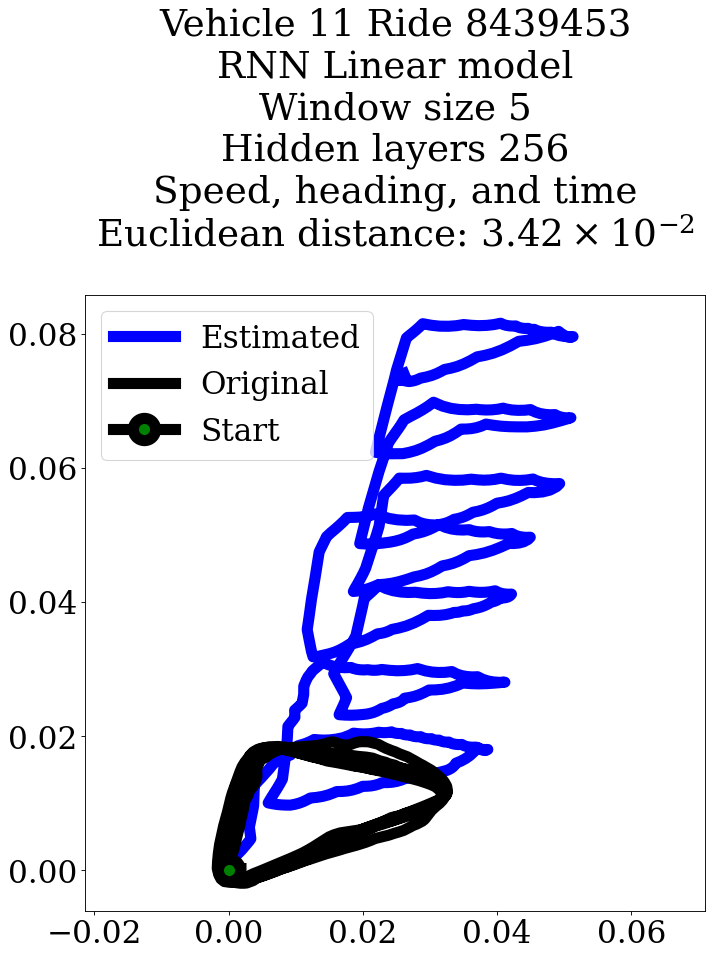 Vehicle 11 Ride 8439453
RNN Linear model
Window size 5
Hidden layers 256
Speed, heading, and time
Euclidean distance: 3.42 × 10⁻²
Estimated
Original
Start
0.08
0.06
0.04
0.02
0.00
−0.02 0.00 0.02 0.04 0.06